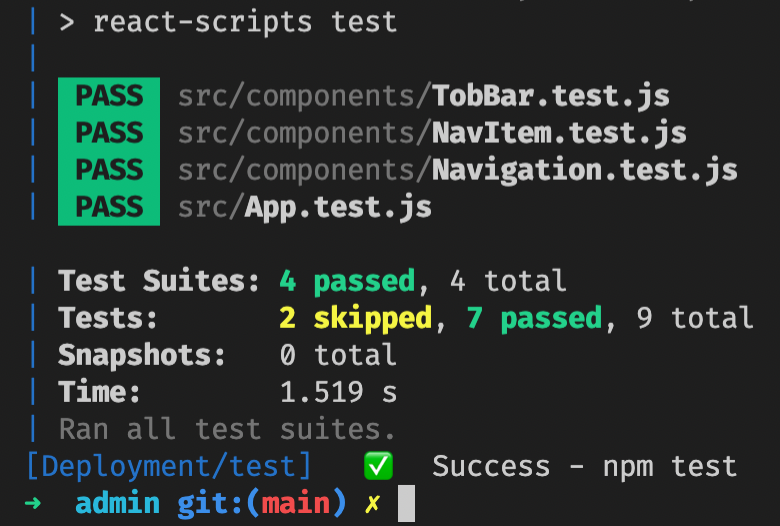 | > react-scripts test
|
| PASS src/components/TobBar.test.js
| PASS src/components/NavItem.test.js
| PASS src/components/Navigation.test.js
| PASS src/App.test.js
| Test Suites: 4 passed, 4 total
| Tests: 2 skipped, 7 passed, 9 total
| Snapshots: 0 total
| Time: 1.519 s
| Ran all test suites.
[Deployment/test] ✅ Success - npm test
➜ admin git:(main) ✗